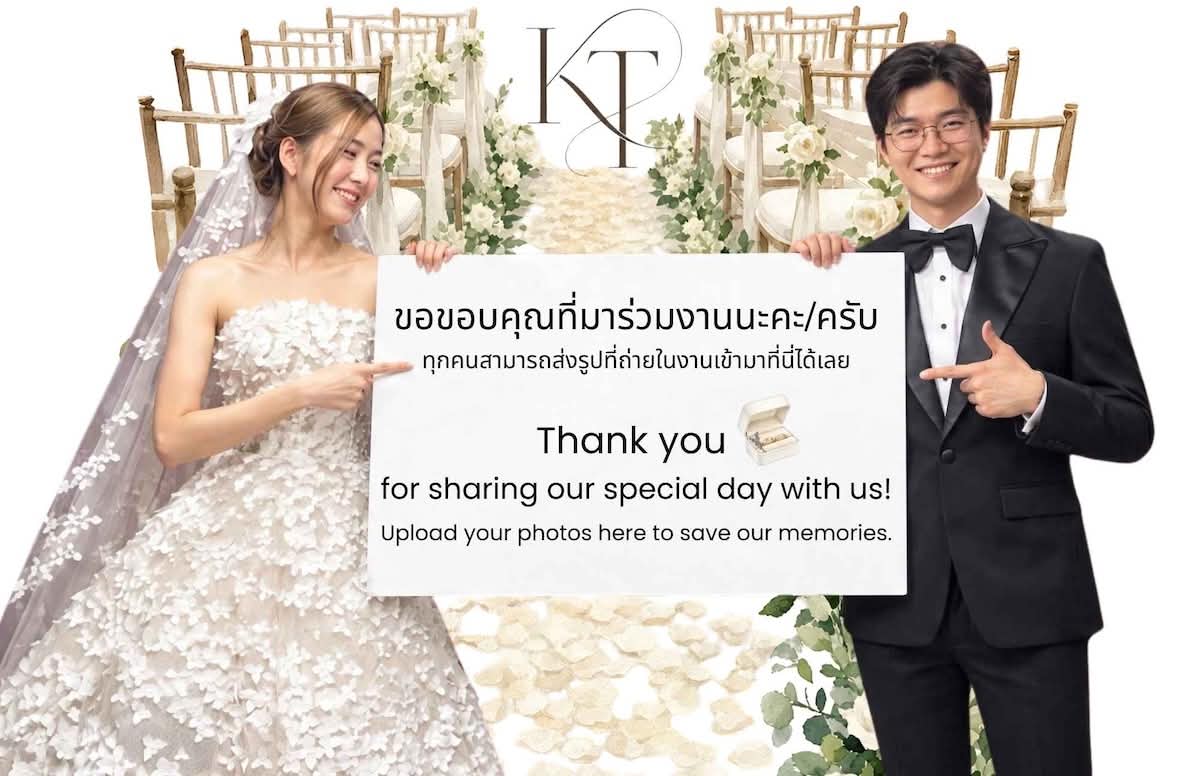 KT
ขอขอบคุณที่มาร่วมงานนะคะ/ครับ
ทุกคนสามารถส่งรูปที่ถ่ายในงานเข้ามาที่นี่ได้เลย
Thank you
for sharing our special day with us!
Upload your photos here to save our memories.